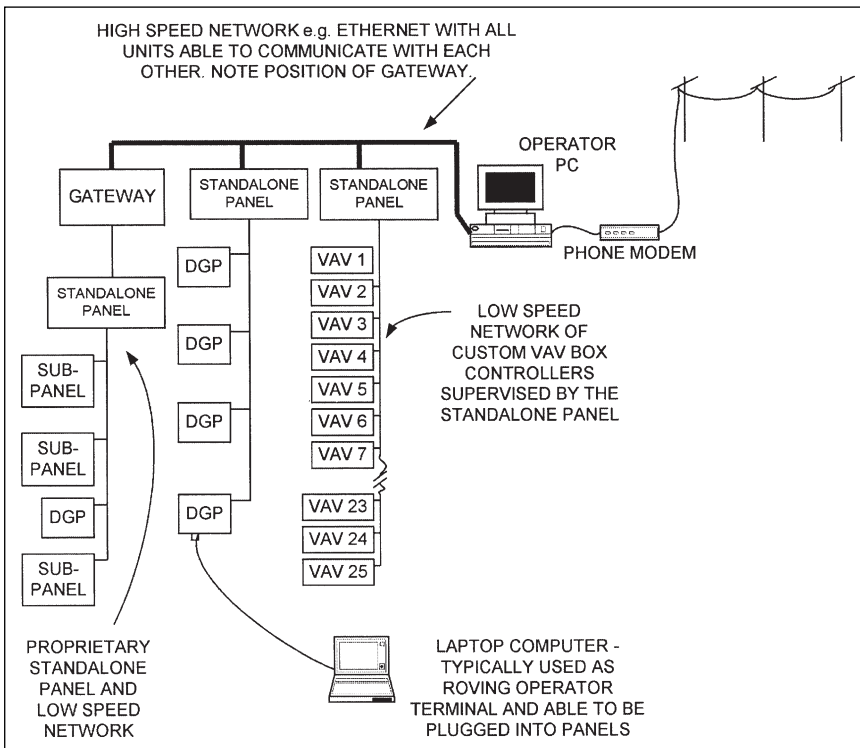 HIGH SPEED NETWORK e.g. ETHERNET WITH ALL
UNITS ABLE TO COMMUNICATE WITH EACH
OTHER. NOTE POSITION OF GATEWAY.
OPERATOR
PC
GATEWAY
STANDALONE
PANEL
STANDALONE
PANEL
PHONE MODEM
STANDALONE
PANEL
SUB-
PANEL
SUB-
PANEL
DGP
SUB-
PANEL
DGP
DGP
DGP
DGP
VAV 1
VAV 2
VAV 3
VAV 4
VAV 5
VAV 6
VAV 7
VAV 23
VAV 24
VAV 25
LOW SPEED
NETWORK OF
CUSTOM VAV BOX
CONTROLLERS
SUPERVISED BY THE
STANDALONE PANEL
PROPRIETARY
STANDALONE
PANEL AND
LOW SPEED
NETWORK
LAPTOP COMPUTER -
TYPICALLY USED AS
ROVING OPERATOR
TERMINAL AND ABLE TO BE
PLUGGED INTO PANELS